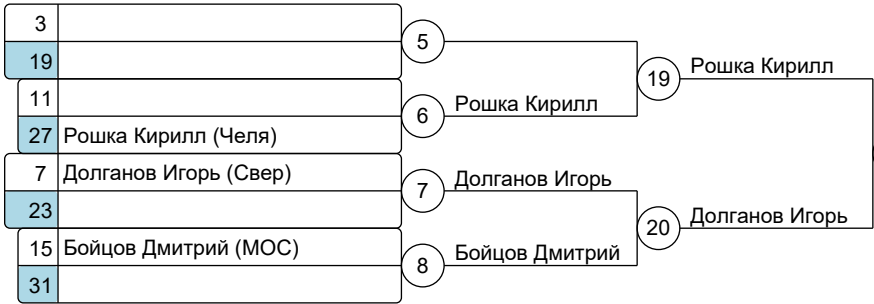 3
19
5
11
27 Рошка Кирилл (Челя)
6
Рошка Кирилл
19
Рошка Кирилл
7 Долганов Игорь (Свер)
23
7
Долганов Игорь
15 Бойцов Дмитрий (МОС)
31
8
Бойцов Дмитрий
20
Долганов Игорь